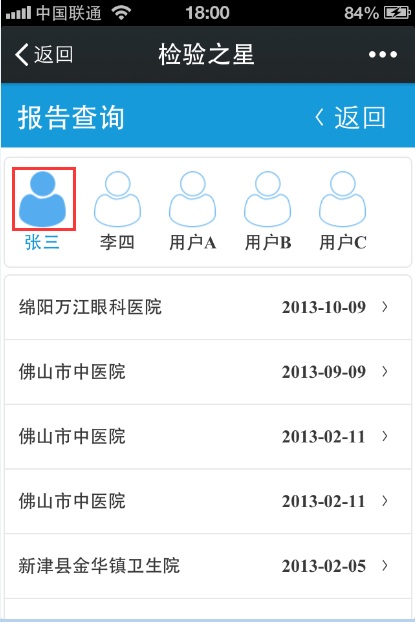 中国联通 18:00 84%
返回 检验之星
报告查询 返回
张三 李四 用户A 用户B 用户C
绵阳万江眼科医院 2013-10-09
佛山市中医院 2013-09-09
佛山市中医院 2013-02-11
佛山市中医院 2013-02-11
新津县金华镇卫生院 2013-02-05